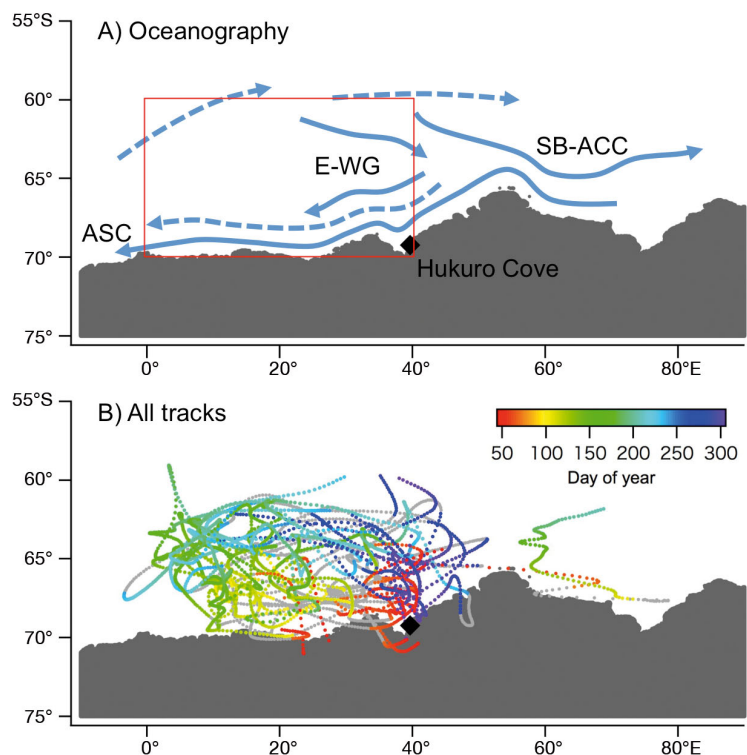 55°S
A) Oceanography
60°
SB-ACC
E-WG
65°
ASC
70°
Hukuro Cove
75°
0° 20° 40° 60° 80°E
55°S
B) All tracks
50 100 150 200 250 300
Day of year
60°
65°
70°
75°
0° 20° 40° 60° 80°E